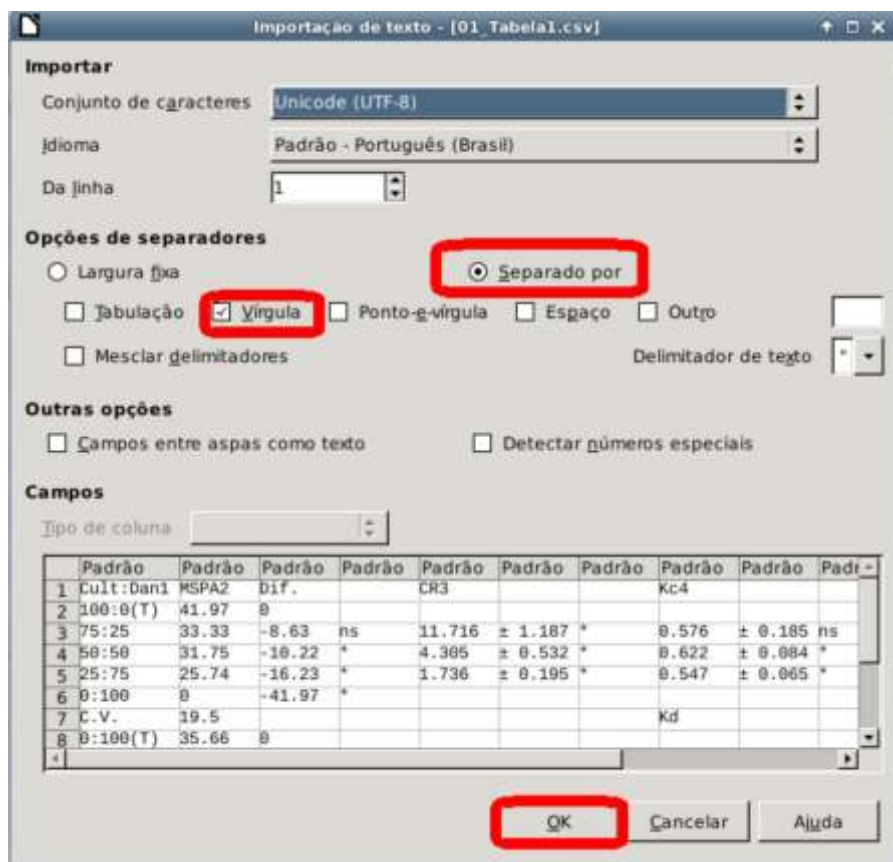 Importação de texto - [01_Tabela1.csv]
Importar
Conjunto de caracteres Unicode (UTF-8)
Idioma Padrão - Português (Brasil)
Da linha 1
Opções de separadores
Largura fixa Separado por
Tabulação Vírgula Ponto-e-vírgula Espaço Outro
Mesclar delimitadores Delimitador de texto "
Outras opções
Campos entre aspas como texto Detectar números especiais
Campos
Tipo de coluna
Padrão Padrão Padrão Padrão Padrão Padrão Padrão Padrão Padrão Padr
1 Cult:Dan1 MSPA2 Dif. CR3 Kc4
2 100:0(T) 41.97 0
3 75:25 33.33 -8.63 ns 11.716 ± 1.187 * 0.576 ± 0.185 ns
4 50:50 31.75 -10.22 * 4.305 ± 0.532 * 0.622 ± 0.084 *
5 25:75 25.74 -16.23 * 1.736 ± 0.195 * 0.547 ± 0.065 *
6 0:100 0 -41.97 *
7 C.V. 19.5 Kd
8 0:100(T) 35.66 0
OK Cancelar Ajuda